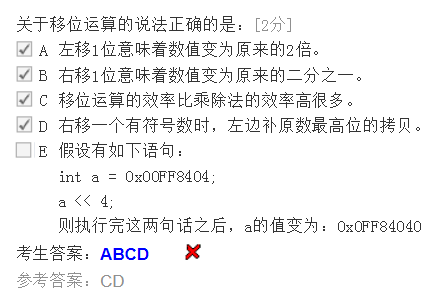 关于移位运算的说法正确的是：[2分]
A 左移1位意味着数值变为原来的2倍。
B 右移1位意味着数值变为原来的二分之一。
C 移位运算的效率比乘除法的效率高很多。
D 右移一个有符号数时，左边补原数最高位的拷贝。
E 假设有如下语句：
int a = 0x00FF8404;
a << 4;
则执行完这两句话之后，a的值变为：0x0FF84040
考生答案：ABCD
参考答案：CD